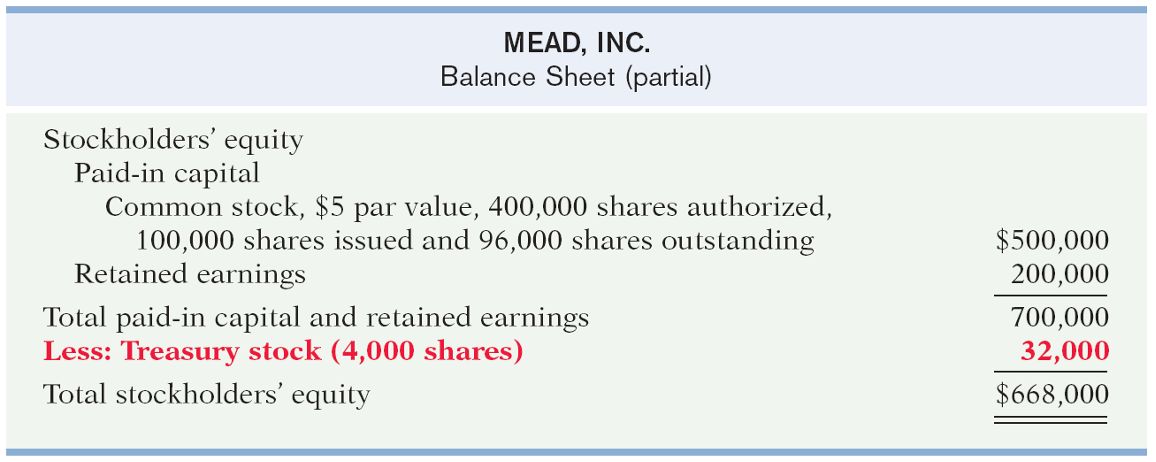 MEAD, INC.
Balance Sheet (partial)
Stockholders’ equity
Paid-in capital
Common stock, $5 par value, 400,000 shares authorized,
100,000 shares issued and 96,000 shares outstanding $500,000
Retained earnings 200,000
Total paid-in capital and retained earnings 700,000
Less: Treasury stock (4,000 shares) 32,000
Total stockholders’ equity $668,000